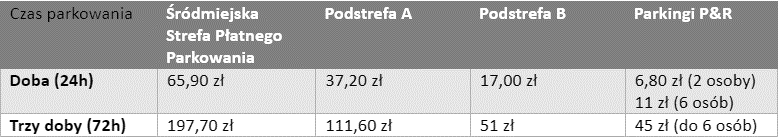 Czas parkowania Śródmiejska Strefa Płatnego Parkowania Podstrefa A Podstrefa B Parkingi P&R
Doba (24h) 65,90 zł 37,20 zł 17,00 zł 6,80 zł (2 osoby)
11 zł (6 osób)
Trzy doby (72h) 197,70 zł 111,60 zł 51 zł 45 zł (do 6 osób)